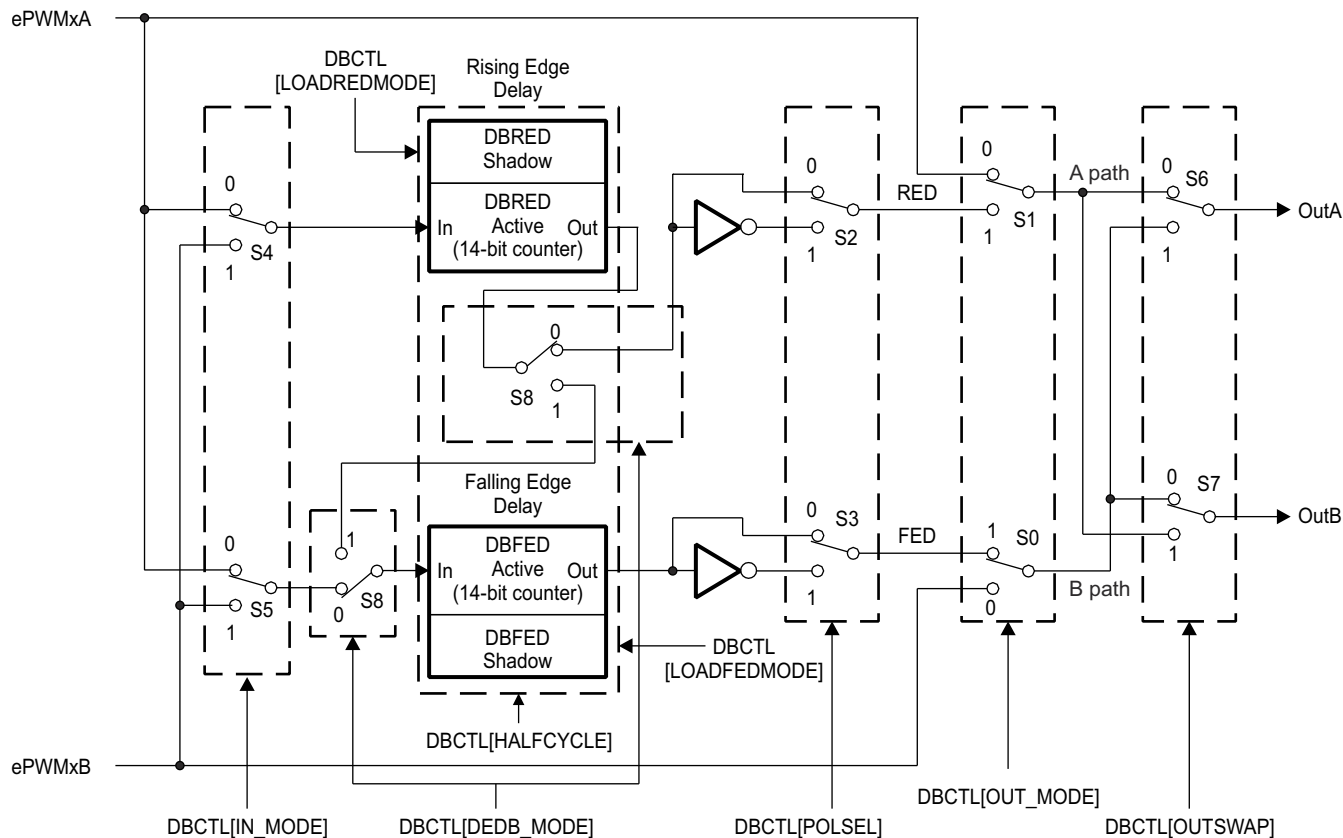 ePWMxA
DBCTL
[LOADREDMODE]
Rising Edge
Delay
DBRED
Shadow
DBRED
In Active Out
(14-bit counter)
0
S4
1
0
S8
1
0
S2
1
RED
0
S1
1
A path
0
S6
1
OutA
Falling Edge
Delay
0
S5
1
1
S8
0
DBFED
In Active Out
(14-bit counter)
DBFED
Shadow
DBCTL
[LOADFEDMODE]
0
S3
1
FED
1
S0
0
B path
0
S7
1
OutB
DBCTL[HALFCYCLE]
ePWMxB
DBCTL[IN_MODE]
DBCTL[DEDB_MODE]
DBCTL[POLSEL]
DBCTL[OUT_MODE]
DBCTL[OUTSWAP]